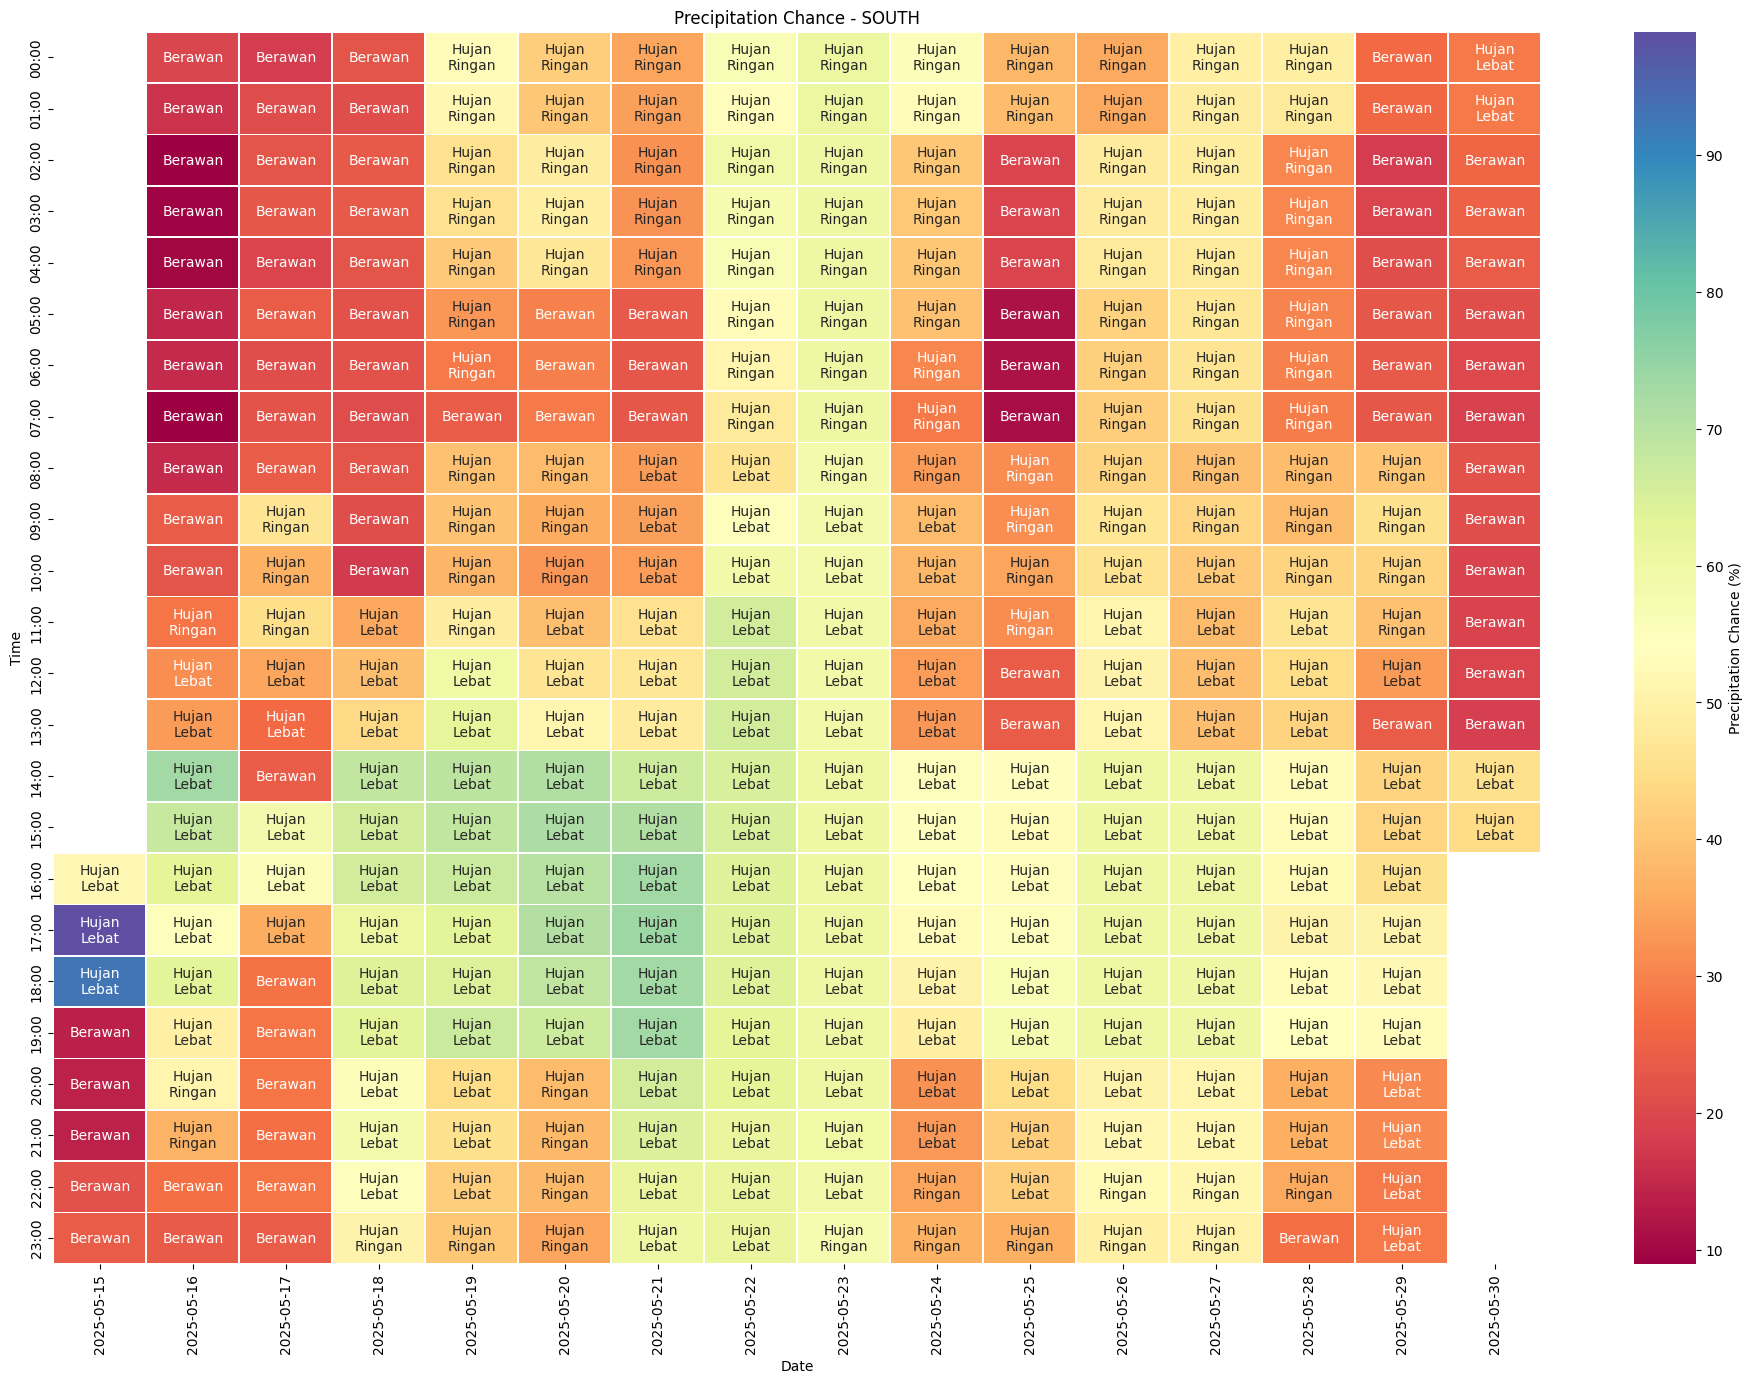 Precipitation Chance - SOUTH
Time
00:00 Berawan Berawan Berawan Hujan Ringan Hujan Ringan Hujan Ringan Hujan Ringan Hujan Ringan Hujan Ringan Hujan Ringan Hujan Ringan Hujan Ringan Hujan Ringan Berawan Hujan Lebat
01:00 Berawan Berawan Berawan Hujan Ringan Hujan Ringan Hujan Ringan Hujan Ringan Hujan Ringan Hujan Ringan Hujan Ringan Hujan Ringan Hujan Ringan Hujan Ringan Berawan Hujan Lebat
02:00 Berawan Berawan Berawan Hujan Ringan Hujan Ringan Hujan Ringan Hujan Ringan Hujan Ringan Hujan Ringan Berawan Hujan Ringan Hujan Ringan Hujan Ringan Berawan Berawan
03:00 Berawan Berawan Berawan Hujan Ringan Hujan Ringan Hujan Ringan Hujan Ringan Hujan Ringan Hujan Ringan Berawan Hujan Ringan Hujan Ringan Hujan Ringan Berawan Berawan
04:00 Berawan Berawan Berawan Hujan Ringan Hujan Ringan Hujan Ringan Hujan Ringan Hujan Ringan Hujan Ringan Berawan Hujan Ringan Hujan Ringan Hujan Ringan Berawan Berawan
05:00 Berawan Berawan Berawan Hujan Ringan Berawan Berawan Hujan Ringan Hujan Ringan Hujan Ringan Berawan Hujan Ringan Hujan Ringan Hujan Ringan Berawan Berawan
06:00 Berawan Berawan Berawan Hujan Ringan Berawan Berawan Hujan Ringan Hujan Ringan Hujan Ringan Berawan Hujan Ringan Hujan Ringan Hujan Ringan Berawan Berawan
07:00 Berawan Berawan Berawan Berawan Berawan Berawan Hujan Ringan Hujan Ringan Hujan Ringan Berawan Hujan Ringan Hujan Ringan Hujan Ringan Berawan Berawan
08:00 Berawan Berawan Berawan Hujan Ringan Hujan Ringan Hujan Lebat Hujan Lebat Hujan Ringan Hujan Ringan Hujan Ringan Hujan Ringan Hujan Ringan Hujan Ringan Hujan Ringan Berawan
09:00 Berawan Hujan Ringan Berawan Hujan Ringan Hujan Ringan Hujan Lebat Hujan Lebat Hujan Lebat Hujan Lebat Hujan Ringan Hujan Ringan Hujan Ringan Hujan Ringan Hujan Ringan Berawan
10:00 Berawan Hujan Ringan Berawan Hujan Ringan Hujan Ringan Hujan Lebat Hujan Lebat Hujan Lebat Hujan Lebat Hujan Ringan Hujan Lebat Hujan Lebat Hujan Ringan Hujan Ringan Berawan
11:00 Hujan Ringan Hujan Ringan Hujan Lebat Hujan Ringan Hujan Lebat Hujan Lebat Hujan Lebat Hujan Lebat Hujan Lebat Hujan Ringan Hujan Lebat Hujan Lebat Hujan Lebat Hujan Ringan Berawan
12:00 Hujan Lebat Hujan Lebat Hujan Lebat Hujan Lebat Hujan Lebat Hujan Lebat Hujan Lebat Hujan Lebat Hujan Lebat Berawan Hujan Lebat Hujan Lebat Hujan Lebat Hujan Lebat Berawan
13:00 Hujan Lebat Hujan Lebat Hujan Lebat Hujan Lebat Hujan Lebat Hujan Lebat Hujan Lebat Hujan Lebat Hujan Lebat Berawan Hujan Lebat Hujan Lebat Hujan Lebat Berawan Berawan
14:00 Hujan Lebat Berawan Hujan Lebat Hujan Lebat Hujan Lebat Hujan Lebat Hujan Lebat Hujan Lebat Hujan Lebat Hujan Lebat Hujan Lebat Hujan Lebat Hujan Lebat Hujan Lebat Hujan Lebat
15:00 Hujan Lebat Hujan Lebat Hujan Lebat Hujan Lebat Hujan Lebat Hujan Lebat Hujan Lebat Hujan Lebat Hujan Lebat Hujan Lebat Hujan Lebat Hujan Lebat Hujan Lebat Hujan Lebat Hujan Lebat
16:00 Hujan Lebat Hujan Lebat Hujan Lebat Hujan Lebat Hujan Lebat Hujan Lebat Hujan Lebat Hujan Lebat Hujan Lebat Hujan Lebat Hujan Lebat Hujan Lebat Hujan Lebat Hujan Lebat Hujan Lebat
17:00 Hujan Lebat Hujan Lebat Hujan Lebat Hujan Lebat Hujan Lebat Hujan Lebat Hujan Lebat Hujan Lebat Hujan Lebat Hujan Lebat Hujan Lebat Hujan Lebat Hujan Lebat Hujan Lebat Hujan Lebat
18:00 Hujan Lebat Hujan Lebat Berawan Hujan Lebat Hujan Lebat Hujan Lebat Hujan Lebat Hujan Lebat Hujan Lebat Hujan Lebat Hujan Lebat Hujan Lebat Hujan Lebat Hujan Lebat Hujan Lebat
19:00 Berawan Hujan Lebat Berawan Hujan Lebat Hujan Lebat Hujan Lebat Hujan Lebat Hujan Lebat Hujan Lebat Hujan Lebat Hujan Lebat Hujan Lebat Hujan Lebat Hujan Lebat Hujan Lebat
20:00 Berawan Hujan Ringan Berawan Hujan Lebat Hujan Lebat Hujan Ringan Hujan Lebat Hujan Lebat Hujan Lebat Hujan Lebat Hujan Lebat Hujan Lebat Hujan Lebat Hujan Lebat Hujan Lebat
21:00 Berawan Hujan Ringan Berawan Hujan Lebat Hujan Lebat Hujan Ringan Hujan Lebat Hujan Lebat Hujan Lebat Hujan Lebat Hujan Lebat Hujan Lebat Hujan Lebat Hujan Lebat Hujan Lebat
22:00 Berawan Berawan Berawan Hujan Lebat Hujan Lebat Hujan Ringan Hujan Lebat Hujan Lebat Hujan Lebat Hujan Ringan Hujan Lebat Hujan Ringan Hujan Ringan Hujan Ringan Hujan Lebat
23:00 Berawan Berawan Berawan Hujan Ringan Hujan Ringan Hujan Ringan Hujan Lebat Hujan Lebat Hujan Ringan Hujan Ringan Hujan Ringan Hujan Ringan Hujan Ringan Berawan Hujan Lebat
2025-05-15 2025-05-16 2025-05-17 2025-05-18 2025-05-19 2025-05-20 2025-05-21 2025-05-22 2025-05-23 2025-05-24 2025-05-25 2025-05-26 2025-05-27 2025-05-28 2025-05-29 2025-05-30
Date
90
80
70
60
50
40
30
20
10
Precipitation Chance (%)